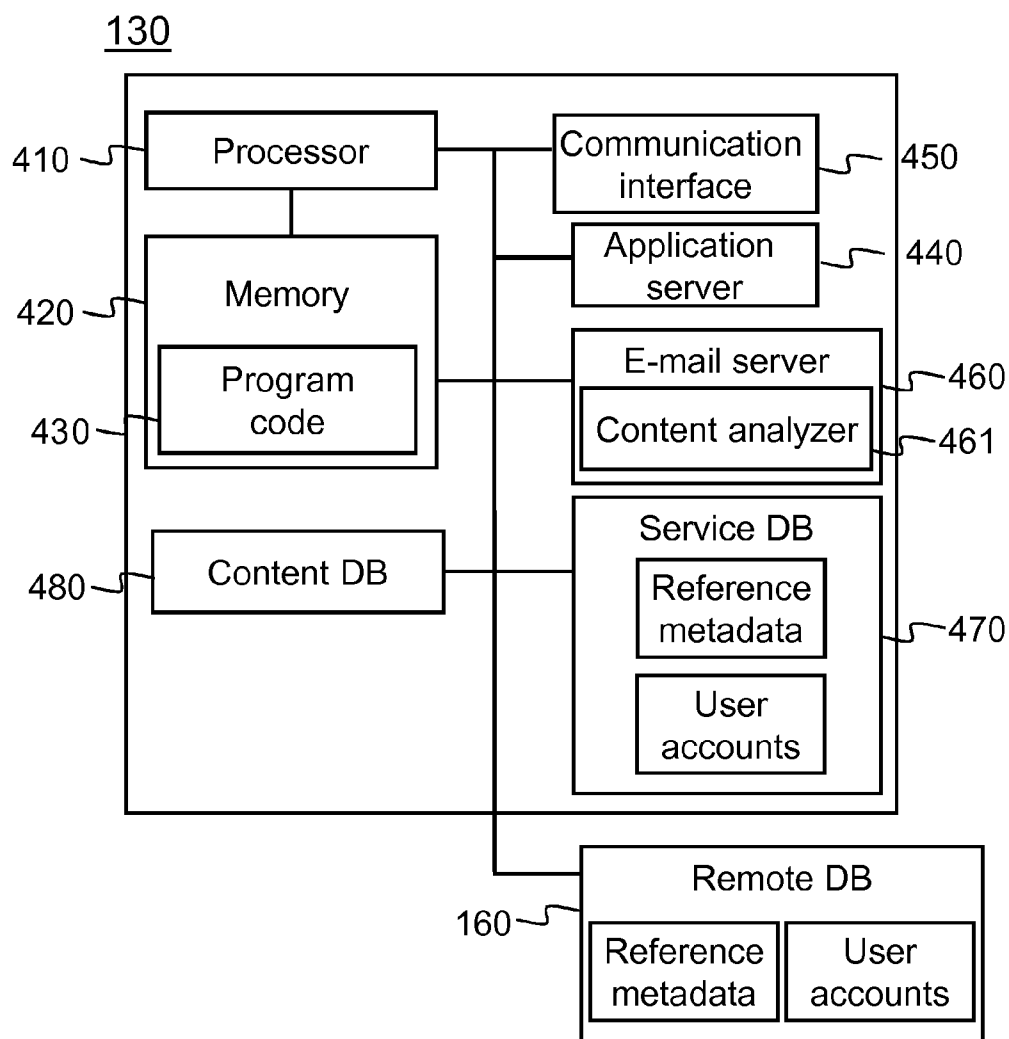 130
Processor
410
Communication
interface
450
Application
server
440
Memory
420
Program
code
430
E-mail server
460
Content analyzer
461
Content DB
480
Service DB
Reference
metadata
470
User
accounts
Remote DB
160
Reference
metadata
User
accounts